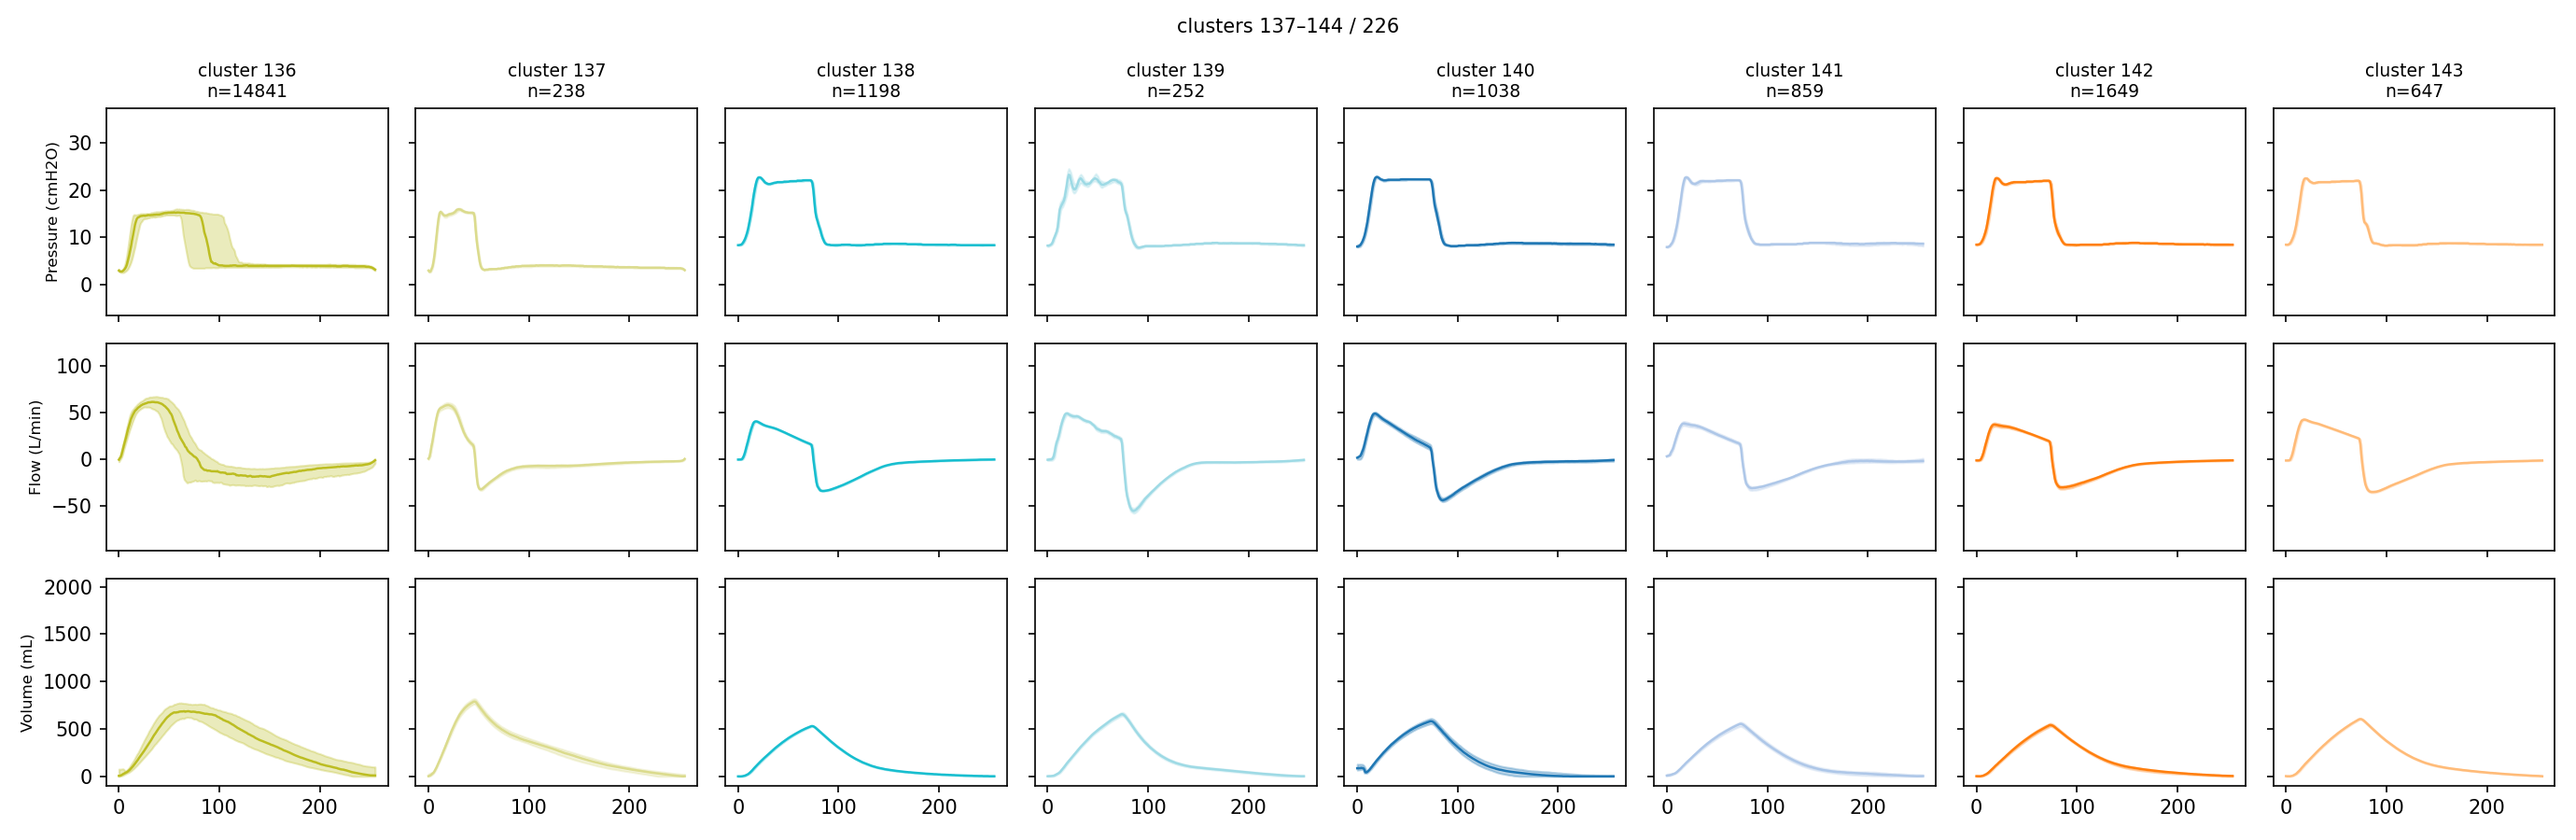 clusters 137–144 / 226
cluster 136
n=14841
cluster 137
n=238
cluster 138
n=1198
cluster 139
n=252
cluster 140
n=1038
cluster 141
n=859
cluster 142
n=1649
cluster 143
n=647
Pressure (cmH2O)
30
20
10
0
0 100 200
0 100 200
0 100 200
0 100 200
0 100 200
0 100 200
0 100 200
0 100 200
Flow (L/min)
100
50
0
−50
Volume (mL)
2000
1500
1000
500
0